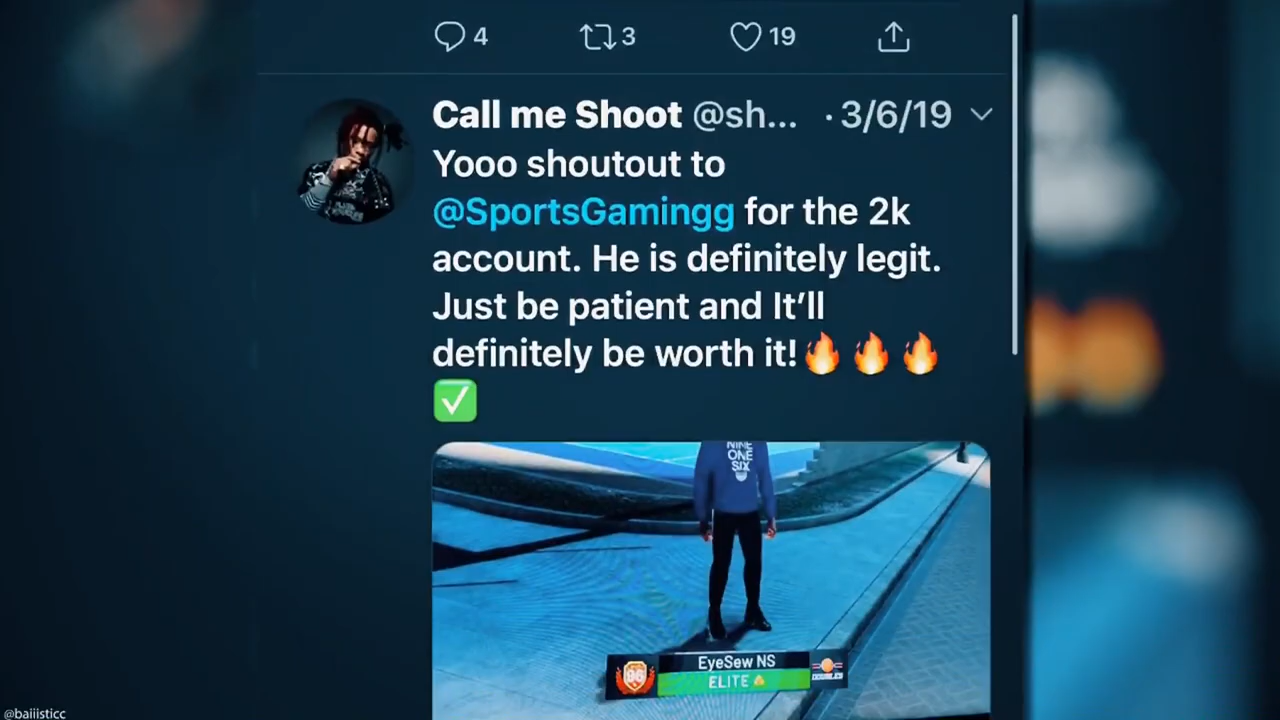 4 3 19
Call me Shoot @sh... · 3/6/19
Yooo shoutout to
@SportsGamingg for the 2k
account. He is definitely legit.
Just be patient and It’ll
definitely be worth it!🔥 🔥 🔥
✅
NINE
ONE
SIX
EyeSew NS
96
ELITE
@baiiisticc